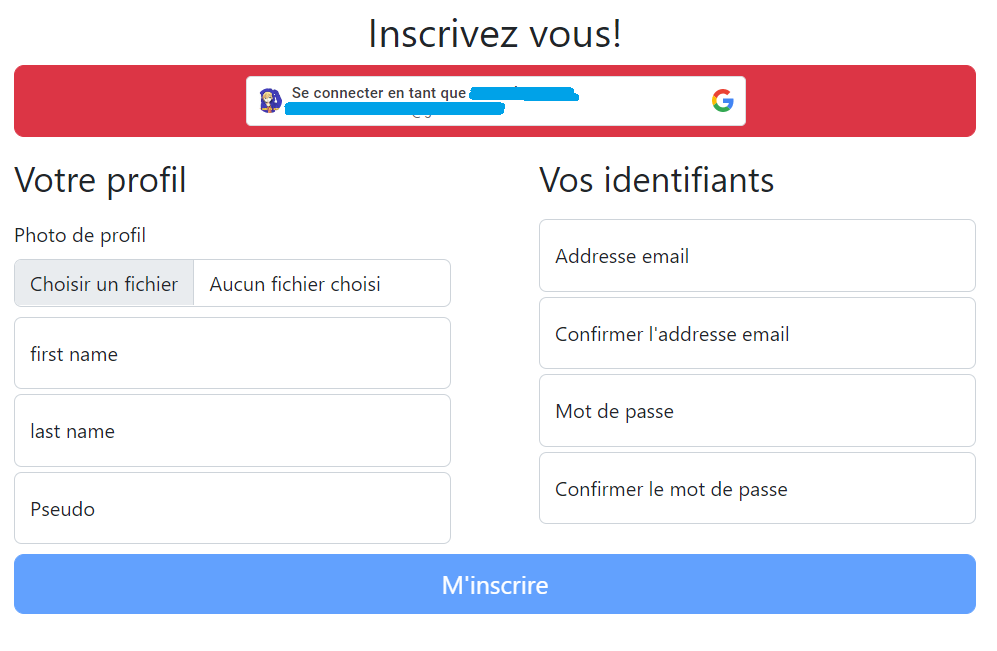 Inscrivez vous!
Se connecter en tant que
Votre profil
Photo de profil
Choisir un fichier Aucun fichier choisi
first name
last name
Pseudo
Vos identifiants
Addresse email
Confirmer l'addresse email
Mot de passe
Confirmer le mot de passe
M'inscrire